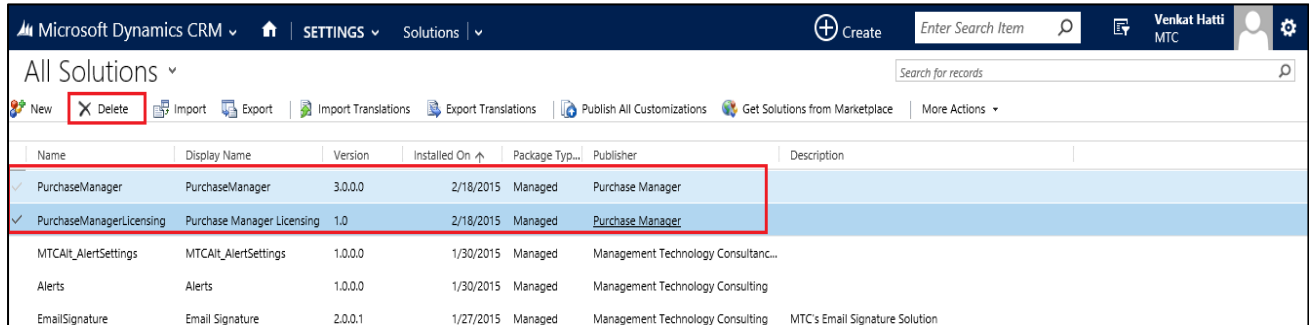 Microsoft Dynamics CRM SETTINGS Solutions Create Enter Search Item Venkat Hatti
MTC
All Solutions Search for records
New Delete Import Export Import Translations Export Translations Publish All Customizations Get Solutions from Marketplace More Actions
Name Display Name Version Installed On Package Typ... Publisher Description
PurchaseManager PurchaseManager 3.0.0.0 2/18/2015 Managed Purchase Manager
PurchaseManagerLicensing Purchase Manager Licensing 1.0 2/18/2015 Managed Purchase Manager
MTCAlt_AlertSettings MTCAlt_AlertSettings 1.0.0.0 1/30/2015 Managed Management Technology Consultanc...
Alerts Alerts 1.0.0.0 1/30/2015 Managed Management Technology Consulting
EmailSignature Email Signature 2.0.0.1 1/27/2015 Managed Management Technology Consulting MTC's Email Signature Solution